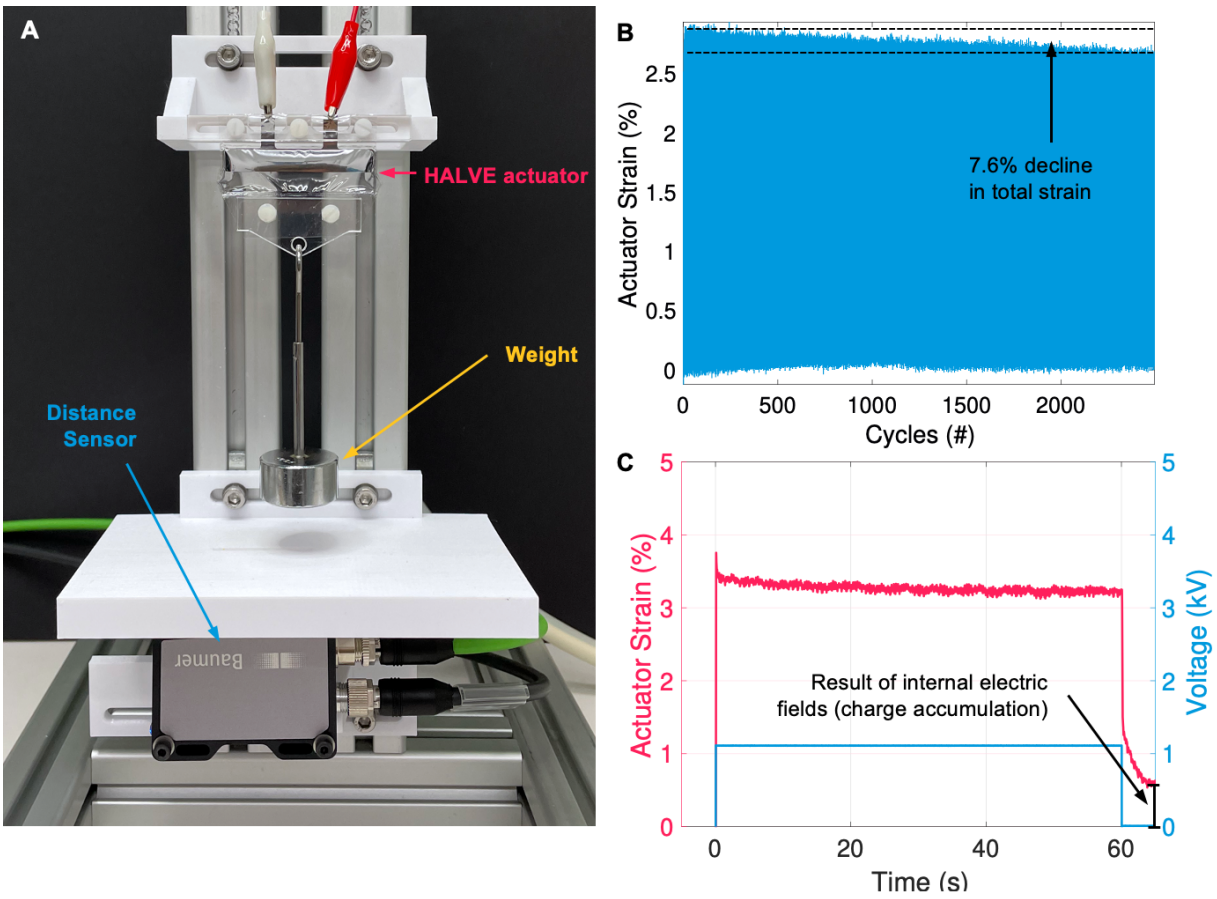 A
HALVE actuator
Weight
Distance
Sensor
Baumer
B
Actuator Strain (%)
2.5
2
1.5
1
0.5
0
7.6% decline
in total strain
0 500 1000 1500 2000
Cycles (#)
C
Actuator Strain (%)
5
4
3
2
1
0
Result of internal electric
fields (charge accumulation)
5
4
3
2
1
0
Voltage (kV)
0 20 40 60
Time (s)